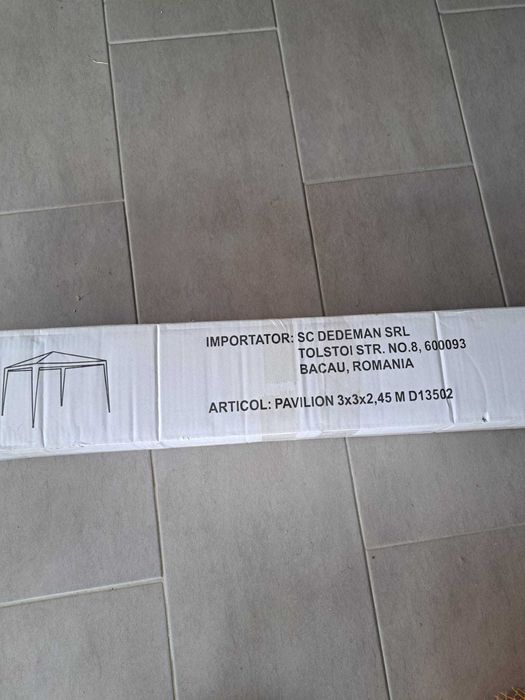 IMPORTATOR: SC DEDEMAN SRL
TOLSTOI STR. NO.8, 600093
BACAU, ROMANIA
ARTICOL: PAVILION 3x3x2,45 M D13502